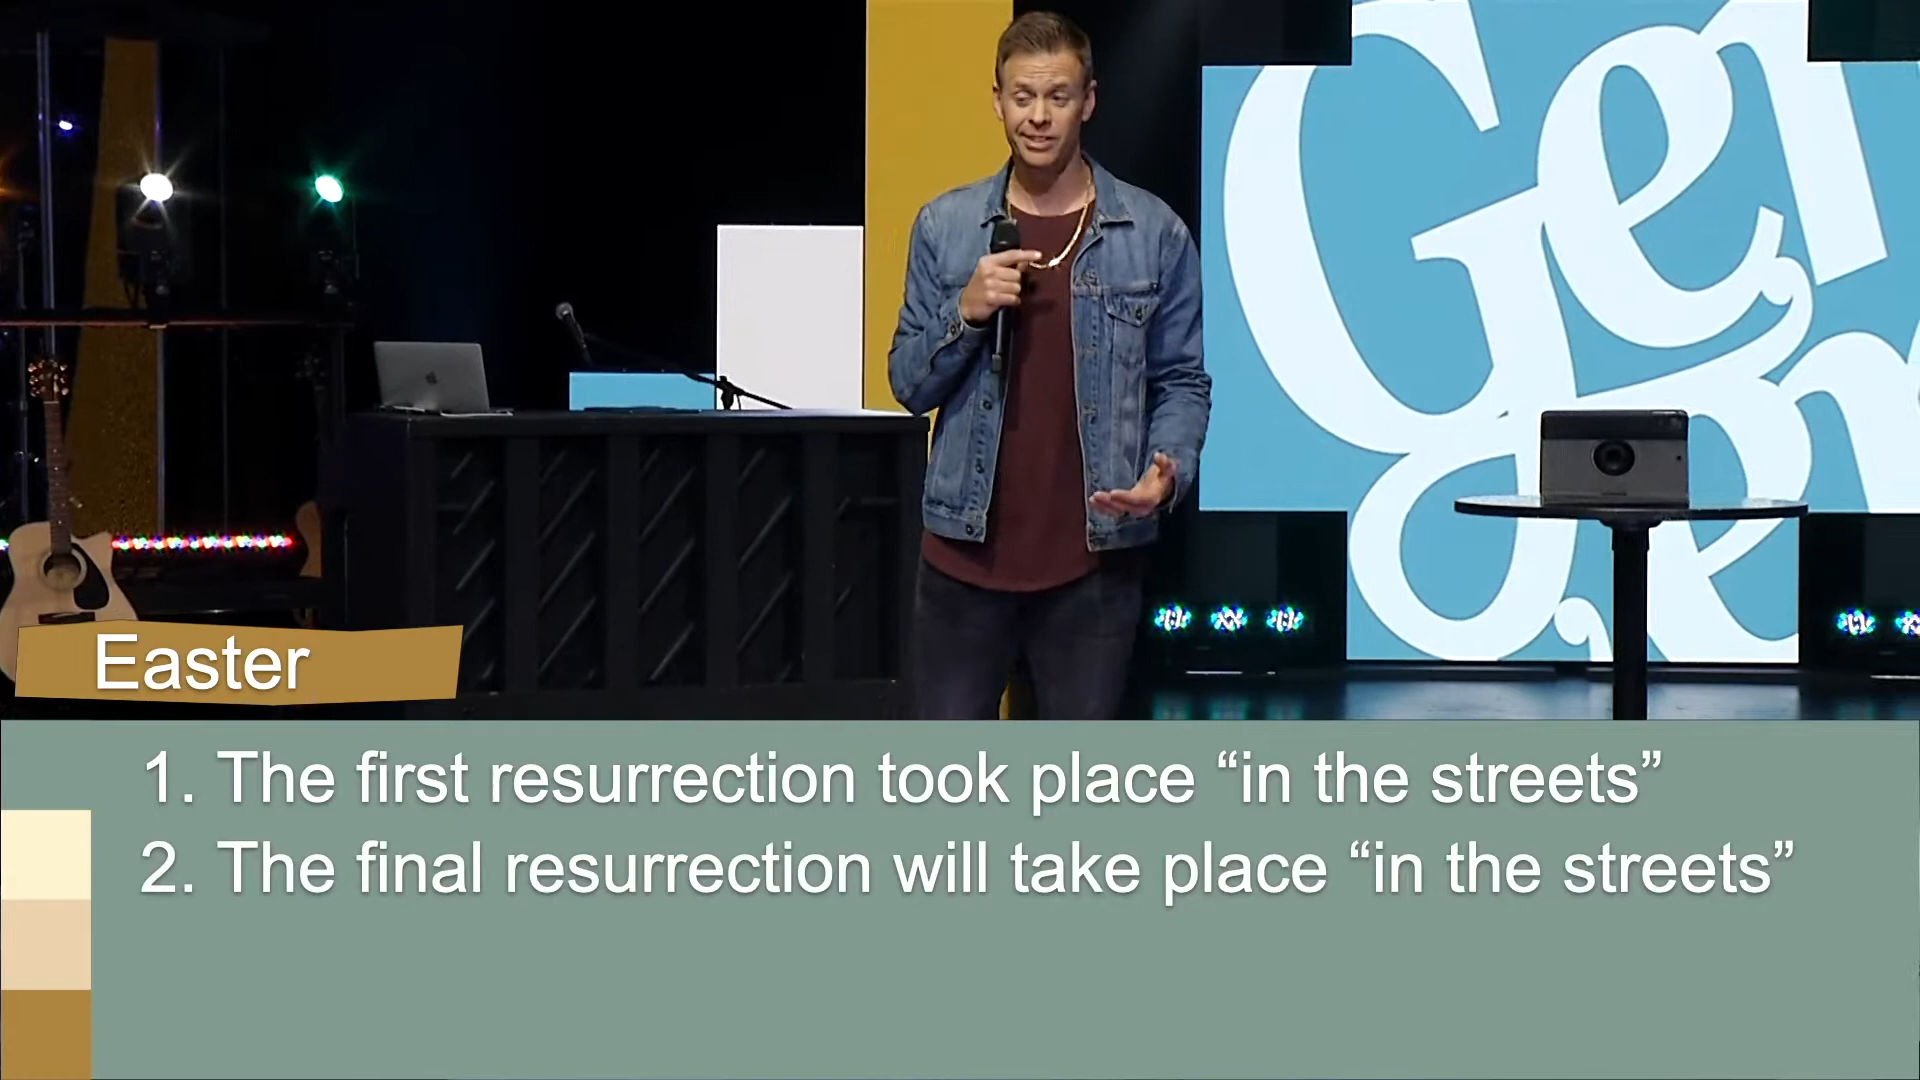 Gen
Easter
1. The first resurrection took place “in the streets”
2. The final resurrection will take place “in the streets”